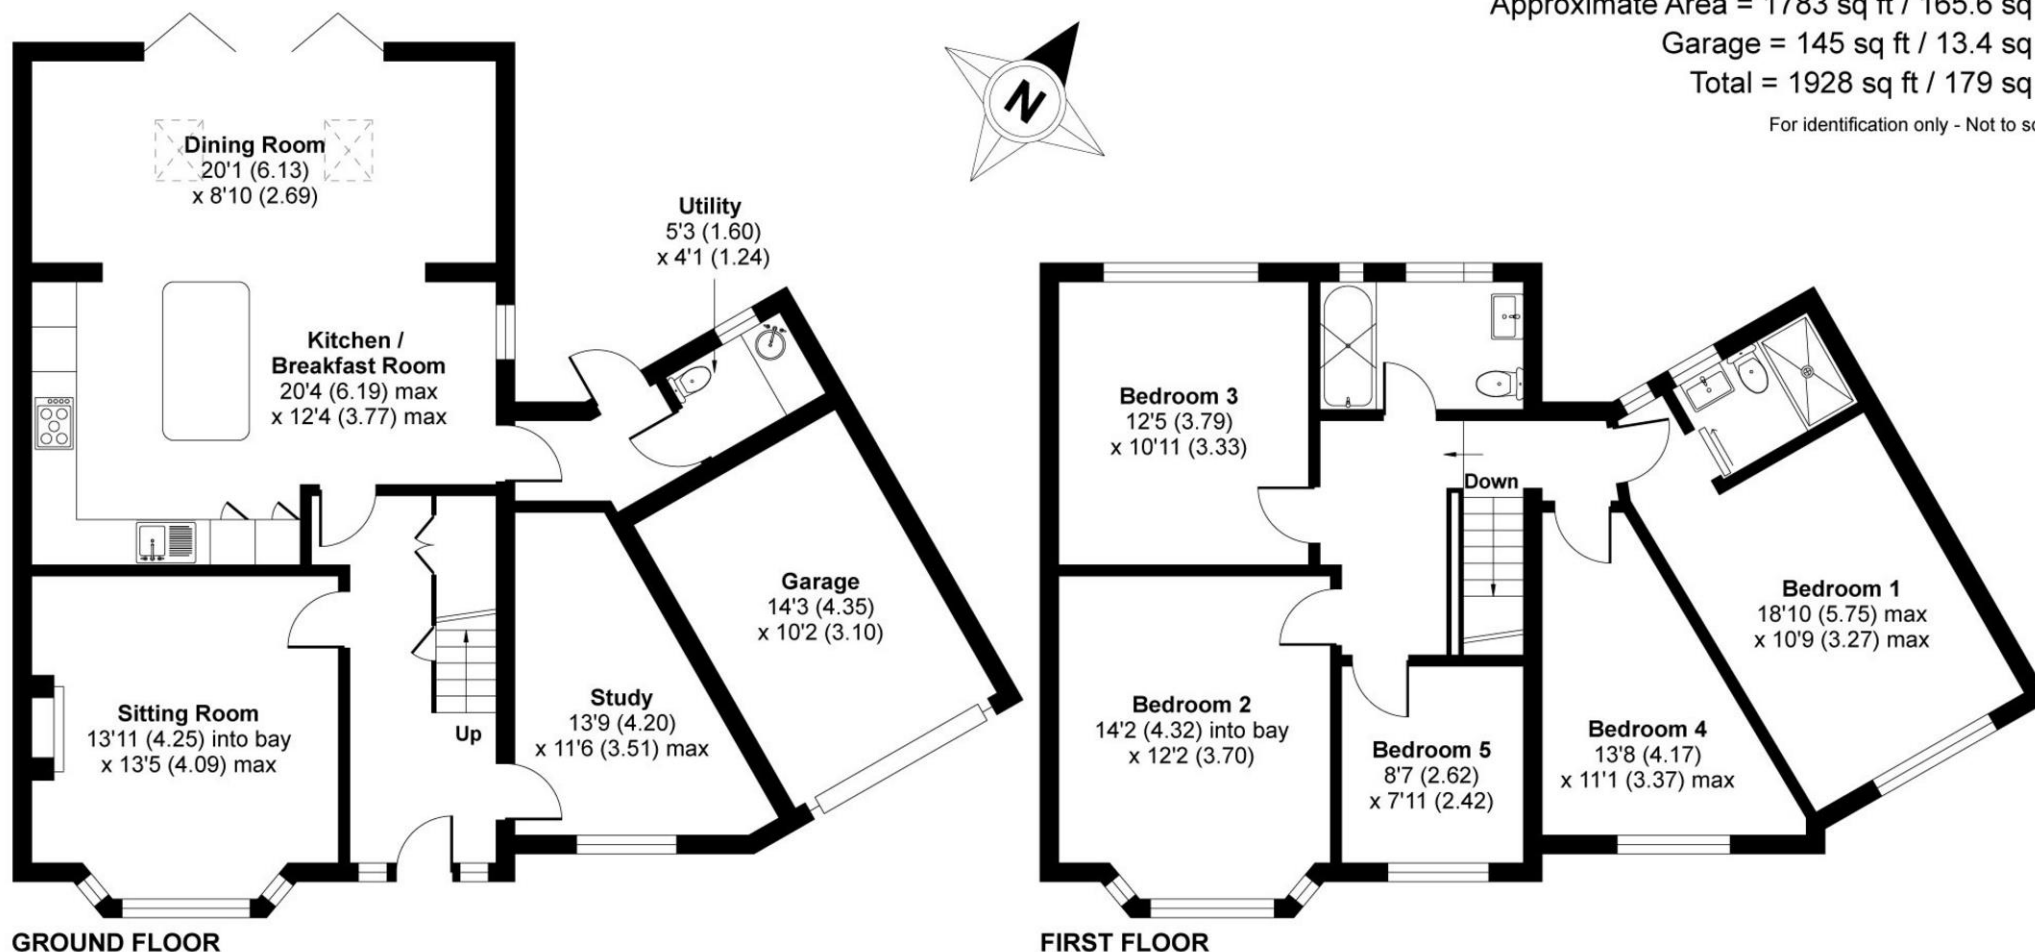 Approximate Area = 1783 sq ft / 165.6 sq
Garage = 145 sq ft / 13.4 sq
Total = 1928 sq ft / 179 sq
For identification only - Not to
N
Dining Room
20'1 (6.13)
x 8'10 (2.69)
Utility
5'3 (1.60)
x 4'1 (1.24)
Kitchen /
Breakfast Room
20'4 (6.19) max
x 12'4 (3.77) max
Garage
14'3 (4.35)
x 10'2 (3.10)
Sitting Room
13'11 (4.25) into bay
x 13'5 (4.09) max
Up
Study
13'9 (4.20)
x 11'6 (3.51) max
GROUND FLOOR
Bedroom 3
12'5 (3.79)
x 10'11 (3.33)
Down
Bedroom 1
18'10 (5.75) max
x 10'9 (3.27) max
Bedroom 2
14'2 (4.32) into bay
x 12'2 (3.70)
Bedroom 5
8'7 (2.62)
x 7'11 (2.42)
Bedroom 4
13'8 (4.17)
x 11'1 (3.37) max
FIRST FLOOR